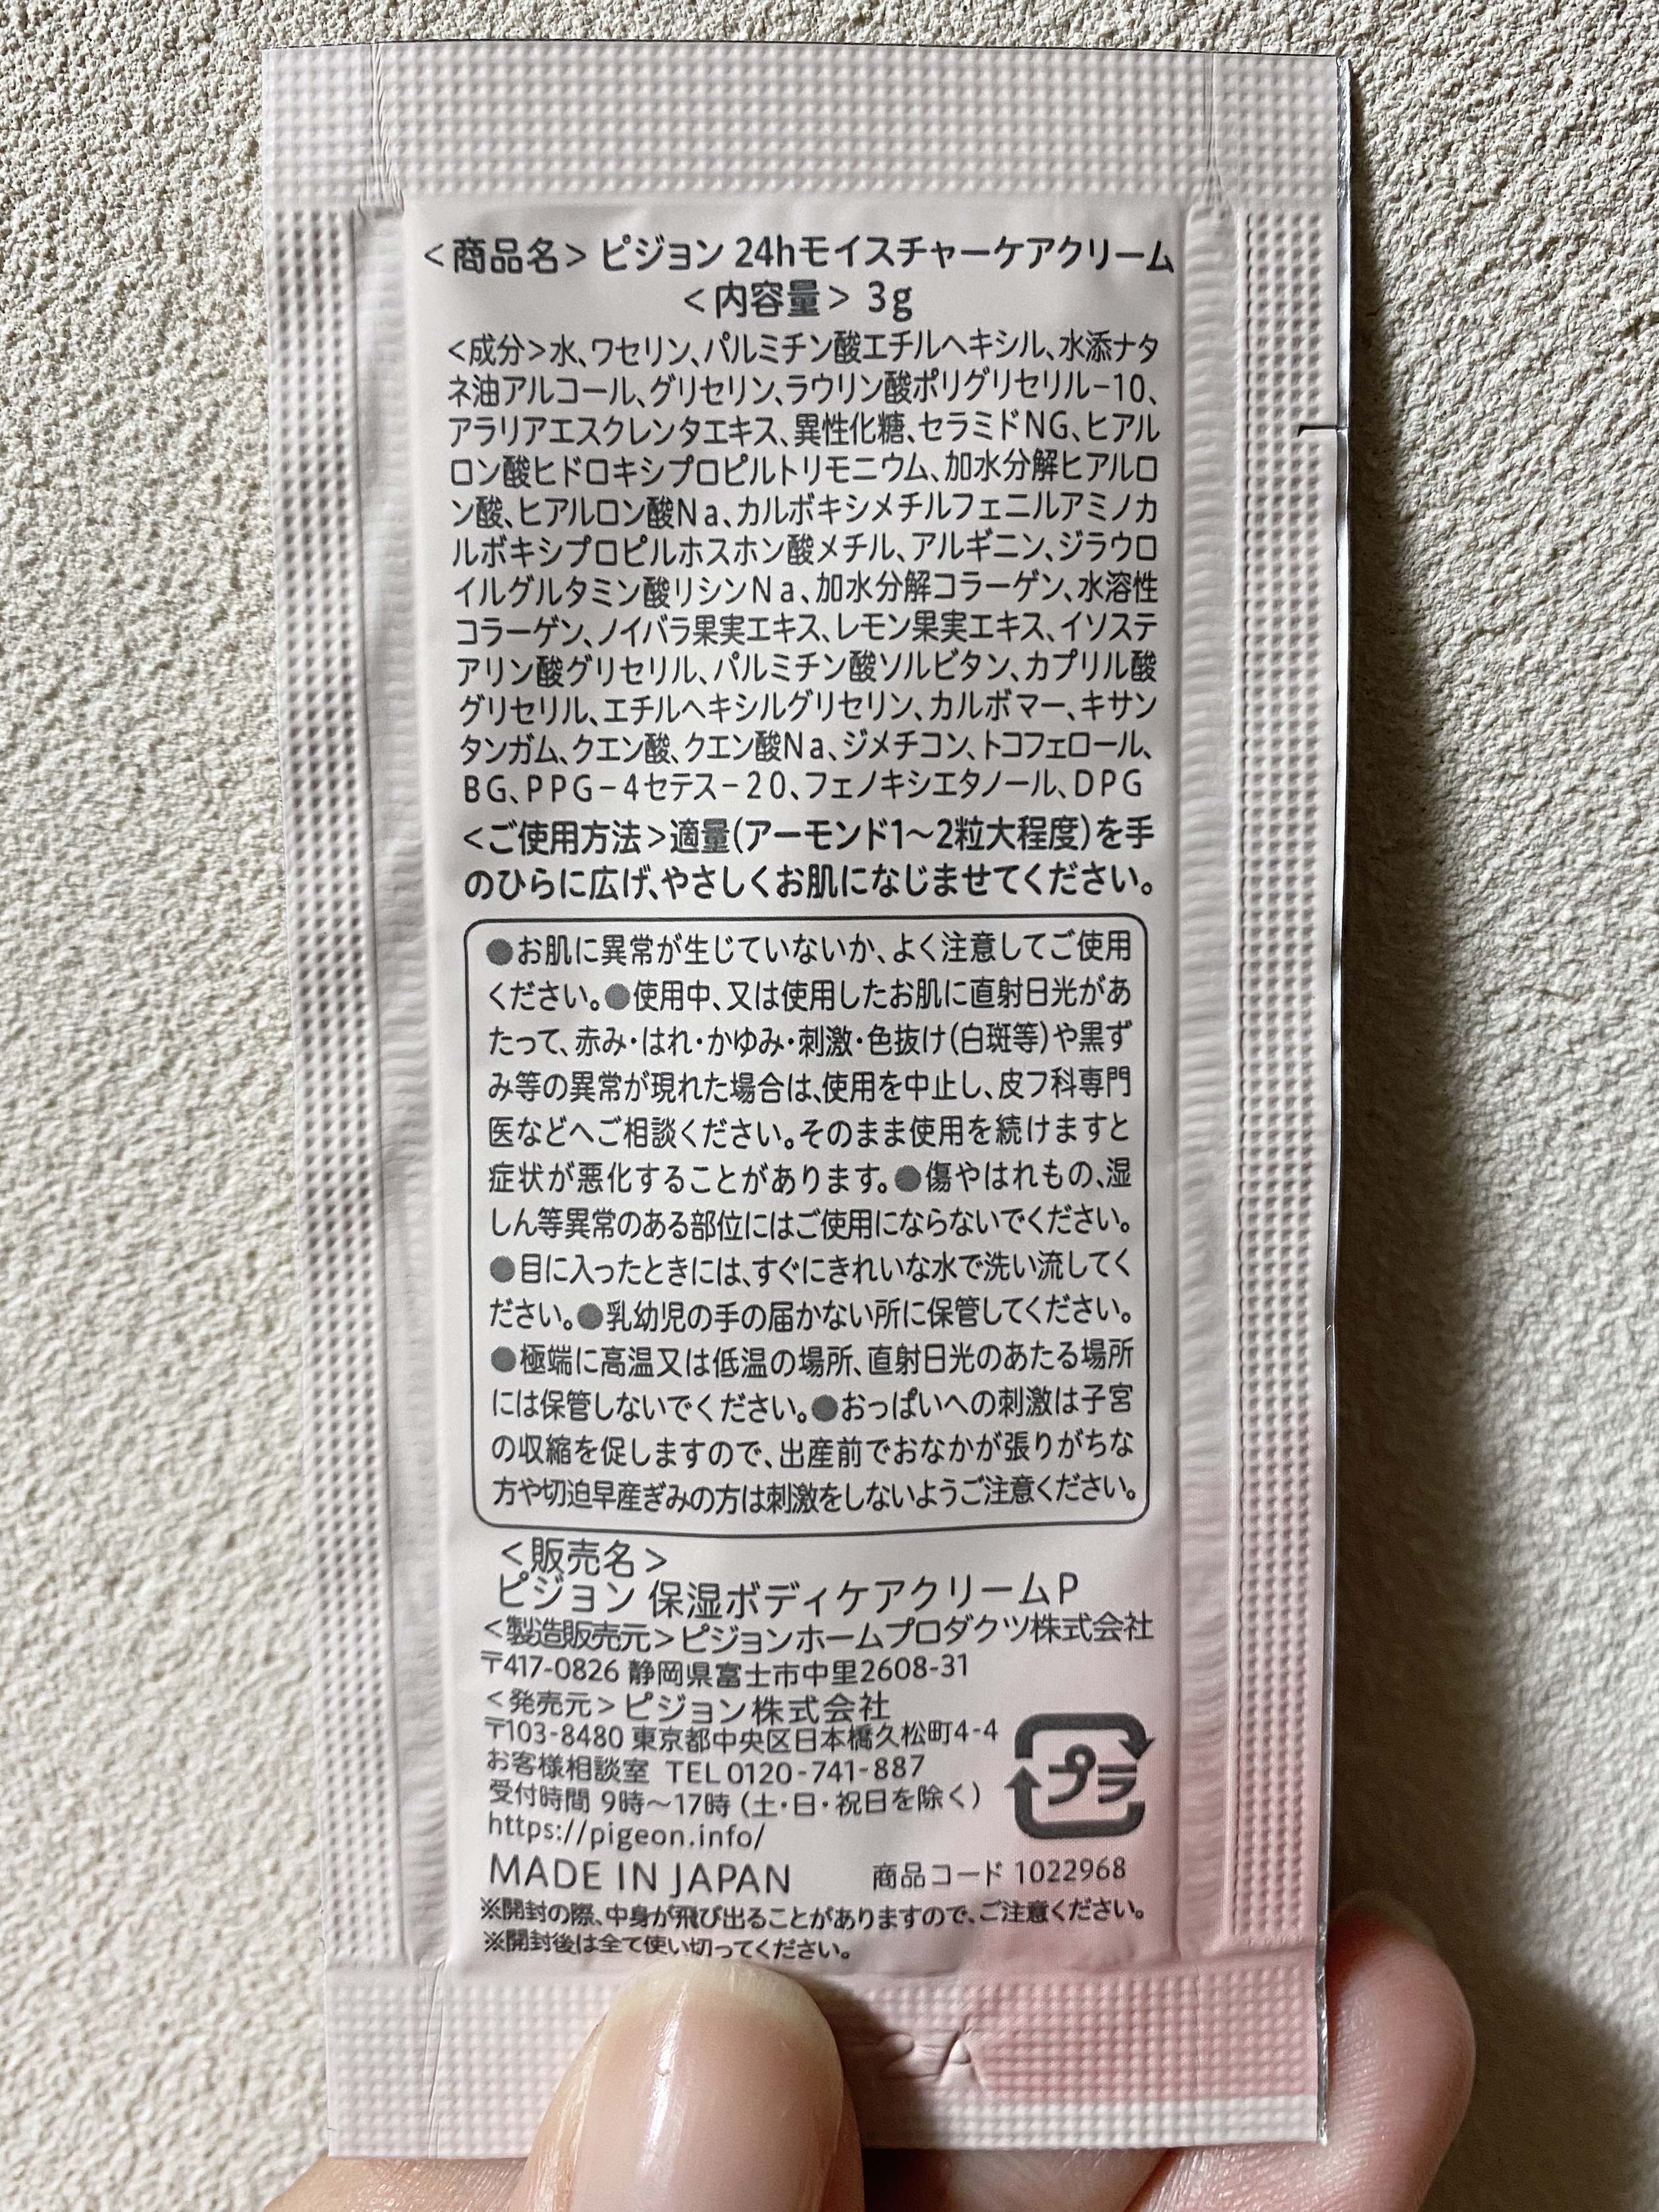 <商品名> ピジョン 24hモイスチャーケアクリーム
<内容量> 3g
<成分>水、ワセリン、パルミチン酸エチルヘキシル、水添ナタ
ネ油アルコール、グリセリン、ラウリン酸ポリグリセリル-10、
アラリアエスクレンタエキス、異性化糖、セラミドNG、ヒアル
ロン酸ヒドロキシプロピルトリモニウム、加水分解ヒアルロ
ン酸、ヒアルロン酸Na、カルボキシメチルフェニルアミノカ
ルボキシプロピルホスホン酸メチル、アルギニン、ジラウロ
イルグルタミン酸リシンNa、加水分解コラーゲン、水溶性
コラーゲン、ノイバラ果実エキス、レモン果実エキス、イソステ
アリン酸グリセリル、パルミチン酸ソルビタン、カプリル酸
グリセリル、エチルヘキシルグリセリン、カルボマー、キサン
タンガム、クエン酸、クエン酸Na、ジメチコン、トコフェロール、
BG、PPG-4セテス-20、フェノキシエタノール、DPG
<ご使用方法>適量(アーモンド1〜2粒大程度)を手
のひらに広げ、やさしくお肌になじませてください。
●お肌に異常が生じていないか、よく注意してご使用
ください。●使用中、又は使用したお肌に直射日光があ
たって、赤み・はれ・かゆみ・刺激・色抜け(白斑等)や黒ず
み等の異常が現れた場合は、使用を中止し、皮フ科専門
医などへご相談ください。そのまま使用を続けますと
症状が悪化することがあります。●傷やはれもの、湿
しん等異常のある部位にはご使用にならないでください。
●目に入ったときには、すぐにきれいな水で洗い流してく
ださい。●乳幼児の手の届かない所に保管してください。
●極端に高温又は低温の場所、直射日光のあたる場所
には保管しないでください。●おっぱいへの刺激は子宮
の収縮を促しますので、出産前でおなかが張りがちな
方や切迫早産ぎみの方は刺激をしないようご注意ください。
<販売名>
ピジョン 保湿ボディケアクリームP
<製造販売元>ピジョンホームプロダクツ株式会社
〒417-0826 静岡県富士市中里2608-31
<発売元>ピジョン株式会社
〒103-8480 東京都中央区日本橋久松町4-4
お客様相談室 TEL 0120-741-887
受付時間 9時〜17時(土・日・祝日を除く)
https://pigeon.info/
プラ
MADE IN JAPAN 商品コード 1022968
※開封の際、中身が飛び出ることがありますので、ご注意ください。
※開封後は全て使い切ってください。